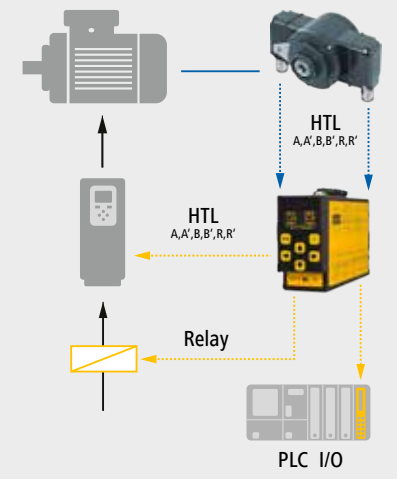 HTL
A,A‘,B,B‘,R,R‘
HTL
A,A‘,B,B‘,R,R‘
Relay
PLC I/O